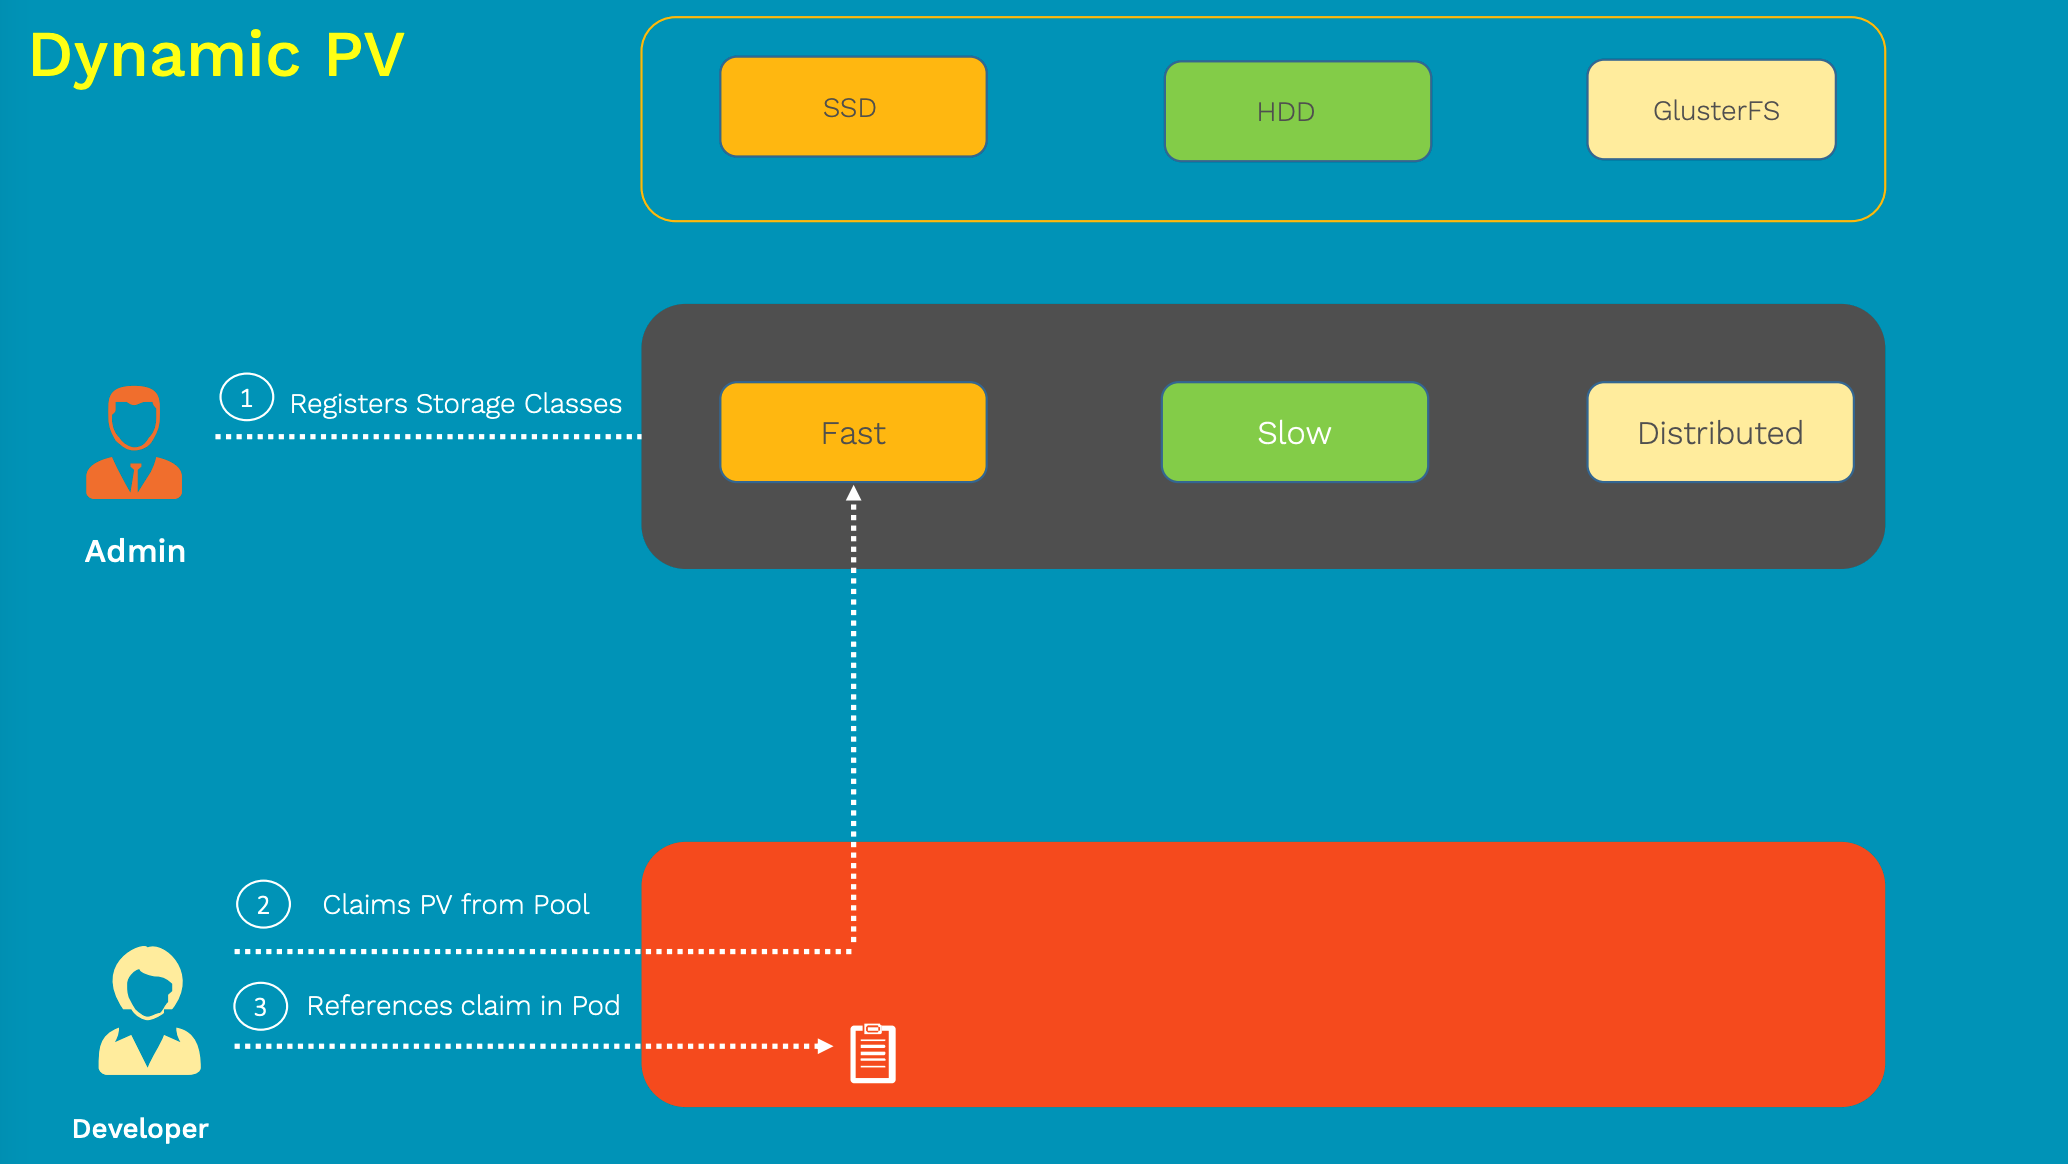 Dynamic PV
SSD
HDD
GlusterFS
1
Registers Storage Classes
Fast
Slow
Distributed
Admin
2
Claims PV from Pool
3
References claim in Pod
Developer